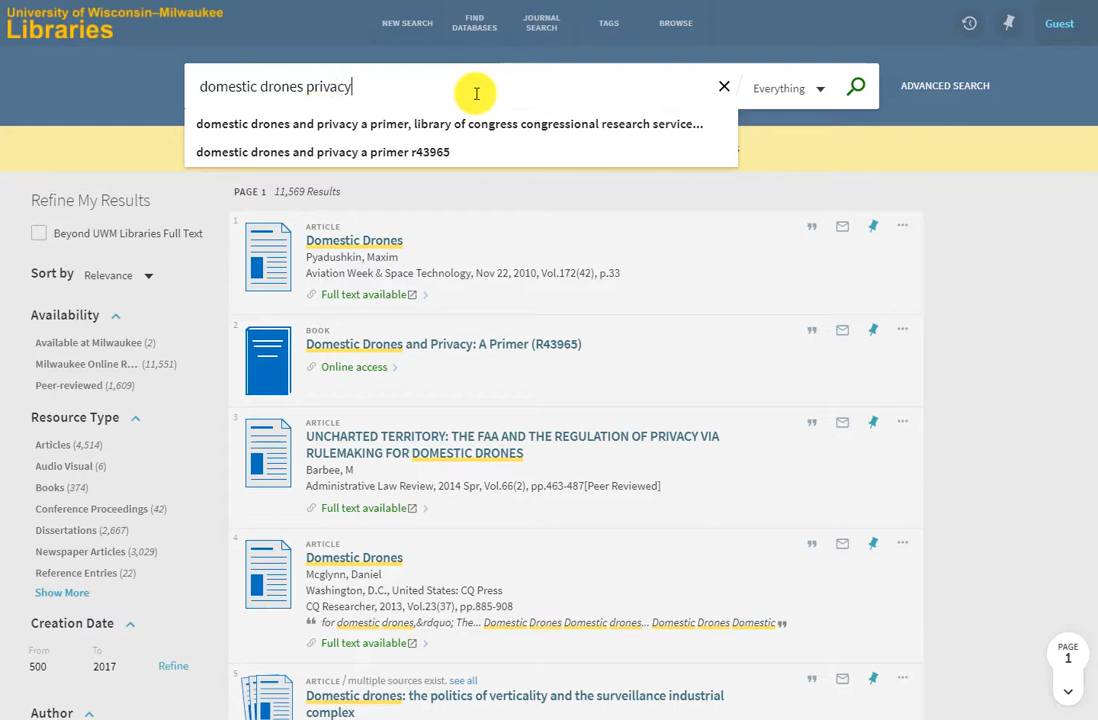 University of Wisconsin–Milwaukee
Libraries
NEW SEARCH
FIND
DATABASES
JOURNAL
SEARCH
TAGS
BROWSE
Guest
domestic drones privacy
Everything
ADVANCED SEARCH
domestic drones and privacy a primer, library of congress congressional research service...
domestic drones and privacy a primer r43965
Refine My Results
Beyond UWM Libraries Full Text
Sort by Relevance
Availability
Available at Milwaukee (2)
Milwaukee Online R... (11,551)
Peer-reviewed (1,609)
Resource Type
Articles (4,514)
Audio Visual (6)
Books (374)
Conference Proceedings (42)
Dissertations (2,667)
Newspaper Articles (3,029)
Reference Entries (22)
Show More
Creation Date
From To
500 2017 Refine
Author
PAGE 1 11,569 Results
1
ARTICLE
Domestic Drones
Pyadushkin, Maxim
Aviation Week & Space Technology, Nov 22, 2010, Vol.172(42), p.33
Full text available
2
BOOK
Domestic Drones and Privacy: A Primer (R43965)
Online access
3
ARTICLE
UNCHARTED TERRITORY: THE FAA AND THE REGULATION OF PRIVACY VIA
RULEMAKING FOR DOMESTIC DRONES
Barbee, M
Administrative Law Review, 2014 Spr, Vol.66(2), pp.463-487[Peer Reviewed]
Full text available
4
ARTICLE
Domestic Drones
Mcglynn, Daniel
Washington, D.C., United States: CQ Press
CQ Researcher, 2013, Vol.23(37), pp.885-908
for domestic drones,&rdquo; The... Domestic Drones Domestic drones... Domestic Drones Domestic
Full text available
5
ARTICLE / multiple sources exist. see all
Domestic drones: the politics of verticality and the surveillance industrial
complex
PAGE
1